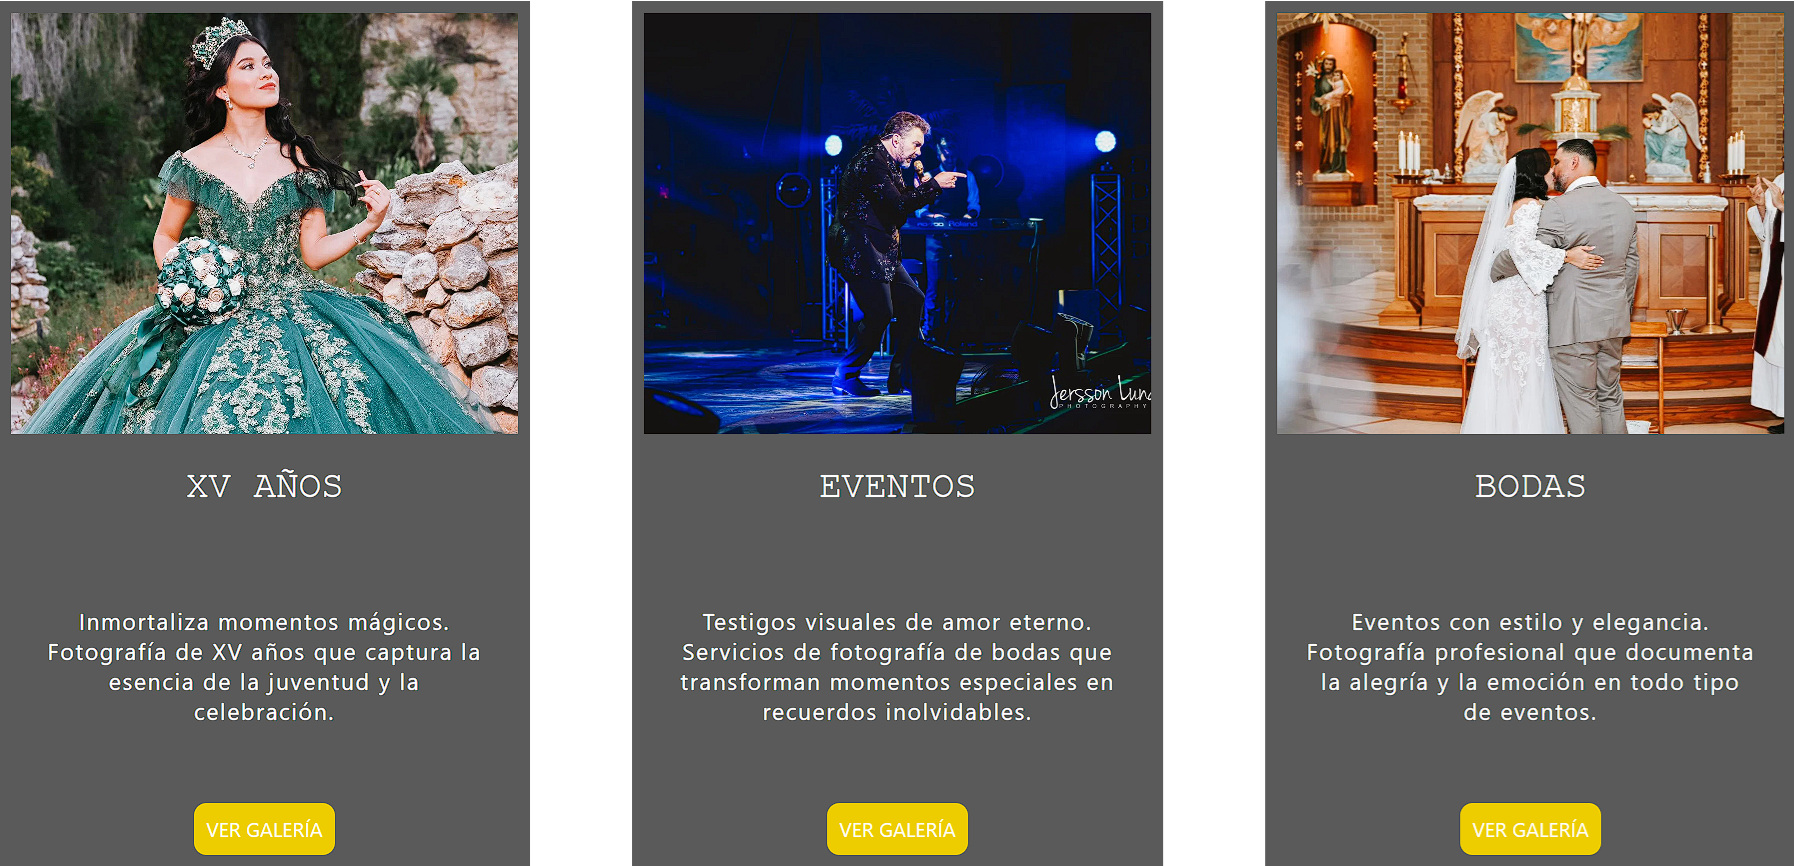 Roland
Jersson Luna
PHOTOGRAPHY
XV AÑOS
Inmortaliza momentos mágicos.
Fotografía de XV años que captura la
esencia de la juventud y la
celebración.
VER GALERÍA
EVENTOS
Testigos visuales de amor eterno.
Servicios de fotografía de bodas que
transforman momentos especiales en
recuerdos inolvidables.
VER GALERÍA
BODAS
Eventos con estilo y elegancia.
Fotografía profesional que documenta
la alegría y la emoción en todo tipo
de eventos.
VER GALERÍA